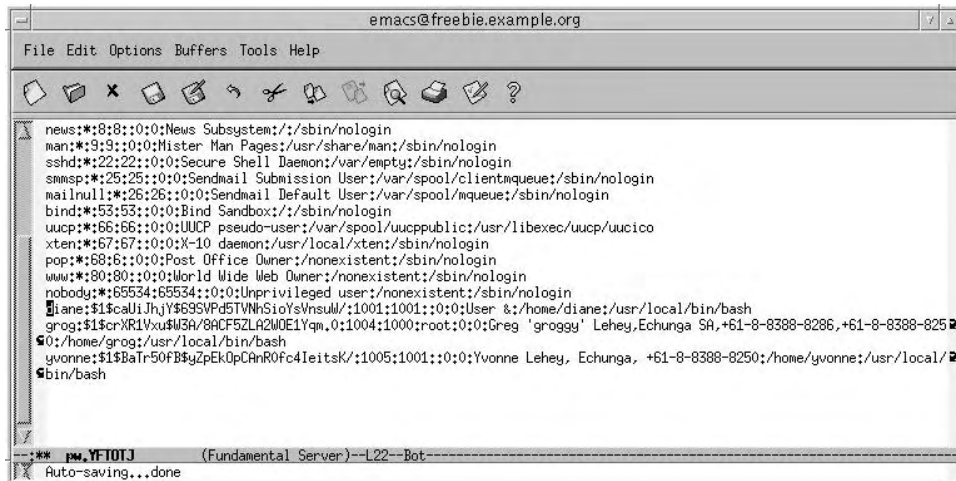 emacs@freebie.example.org
File Edit Options Buffers Tools Help
news:*:8:8::0:0:News Subsystem:/:/sbin/nologin
man:*:9:9::0:0:Mister Man Pages:/usr/share/man:/sbin/nologin
sshd:*:22:22::0:0:Secure Shell Daemon:/var/empty:/sbin/nologin
smmsp:*:25:25::0:0:Sendmail Submission User:/var/spool/clientmqueue:/sbin/nologin
mailnull:*:26:26::0:0:Sendmail Default User:/var/spool/mqueue:/sbin/nologin
bind:*:53:53::0:0:Bind Sandbox:/:/sbin/nologin
uucp:*:66:66::0:0:UUCP pseudo-user:/var/spool/uucppublic:/usr/libexec/uucp/uucico
xten:*:67:67::0:0:X-10 daemon:/usr/local/xten:/sbin/nologin
pop:*:68:6::0:0:Post Office Owner:/nonexistent:/sbin/nologin
www:*:80:80::0:0:World Wide Web Owner:/nonexistent:/sbin/nologin
nobody:*:65534:65534::0:0:Unprivileged user:/nonexistent:/sbin/nologin
diane:$1$caUiJhjY$69SVPd5TVNhSioYsVnsuW/:1001:1001::0:0:User &:/home/diane:/usr/local/bin/bash
grog:$1$crXR1Vxu$W3A/8ACF5ZLA2WOE1Yqm.0:1004:1000:root:0:0:Greg 'groggy' Lehey,Echunga SA,+61-8-8388-8286,+61-8-8388-825
0:/home/grog:/usr/local/bin/bash
yvonne:$1$BaTr50fB$yZpEkOpCAnR0fc4IeitsK/:1005:1001::0:0:Yvonne Lehey, Echunga, +61-8-8388-8250:/home/yvonne:/usr/local/
bin/bash
--:** pw.YFTOTJ (Fundamental Server)--L22--Bot--------------------
Auto-saving...done